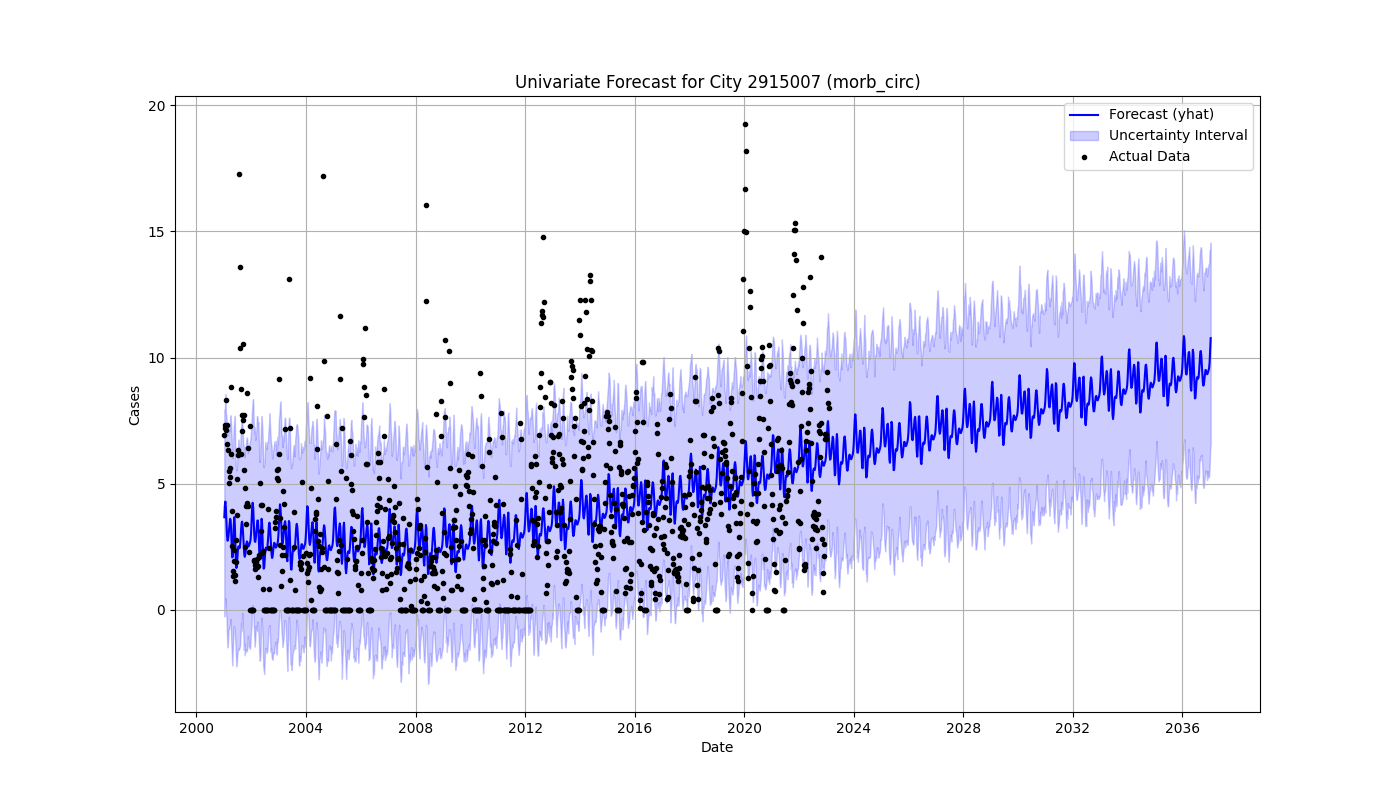 Univariate Forecast for City 2915007 (morb_circ)
Forecast (yhat)
Uncertainty Interval
Actual Data
Cases
20
15
10
5
0
2000 2004 2008 2012 2016 2020 2024 2028 2032 2036
Date